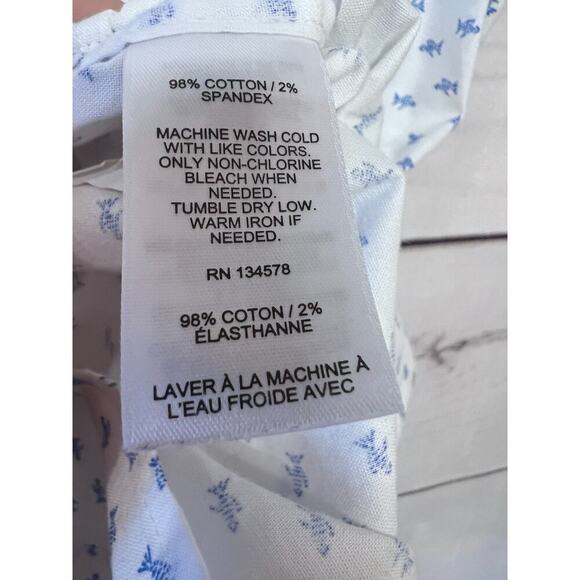 98% COTTON / 2%
SPANDEX
MACHINE WASH COLD
WITH LIKE COLORS.
ONLY NON-CHLORINE
BLEACH WHEN
NEEDED.
TUMBLE DRY LOW.
WARM IRON IF
NEEDED.
RN 134578
98% COTON / 2%
ÉLASTHANNE
LAVER À LA MACHINE À
L'EAU FROIDE AVEC